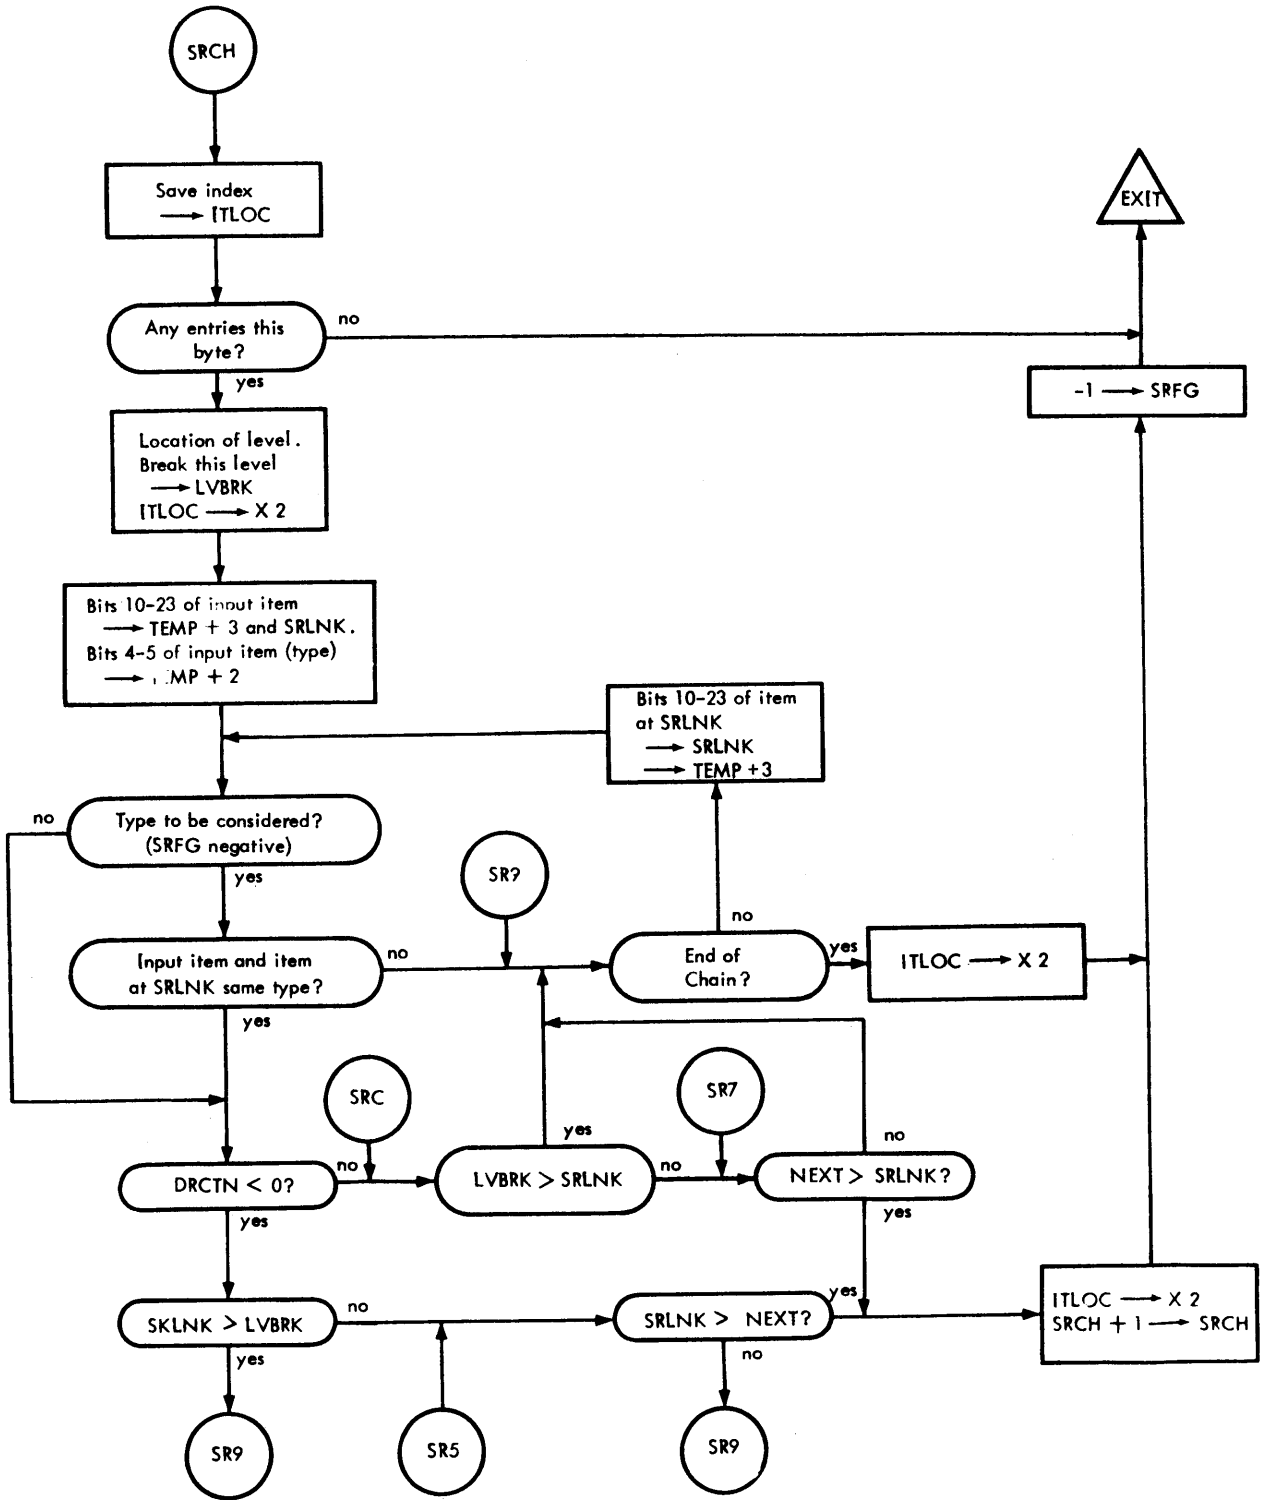 SRCH
Save index
→ ITLOC
EXIT
Any entries this
byte?
no
yes
-1 → SRFG
Location of level.
Break this level
→ LVBRK
ITLOC → X 2
Bits 10-23 of input item
→ TEMP + 3 and SRLNK.
Bits 4-5 of input item (type)
→ MP + 2
Bits 10-23 of item
at SRLNK
→ SRLNK
→ TEMP +3
no
Type to be considered?
(SRFG negative)
yes
SR9
no
Input item and item
at SRLNK same type?
no
yes
End of
Chain?
yes
ITLOC → X 2
SRC
SR7
yes
no
DRCTN < 0?
no
yes
LVBRK > SRLNK
no
NEXT > SRLNK?
yes
SKLNK > LVBRK
no
yes
SRLNK > NEXT?
yes
no
ITLOC → X 2
SRCH + 1 → SRCH
SR9
SR5
SR9